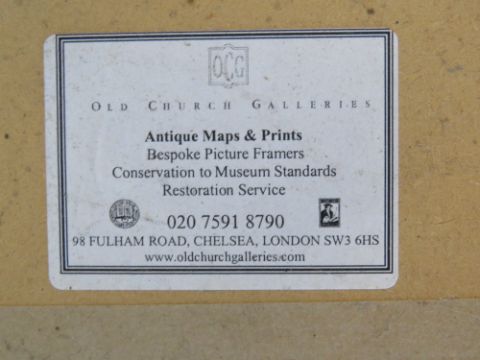 OCG
OLD CHURCH GALLERIES
Antique Maps & Prints
Bespoke Picture Framers
Conservation to Museum Standards
Restoration Service
020 7591 8790
98 FULHAM ROAD, CHELSEA, LONDON SW3 6HS
www.oldchurchgalleries.com